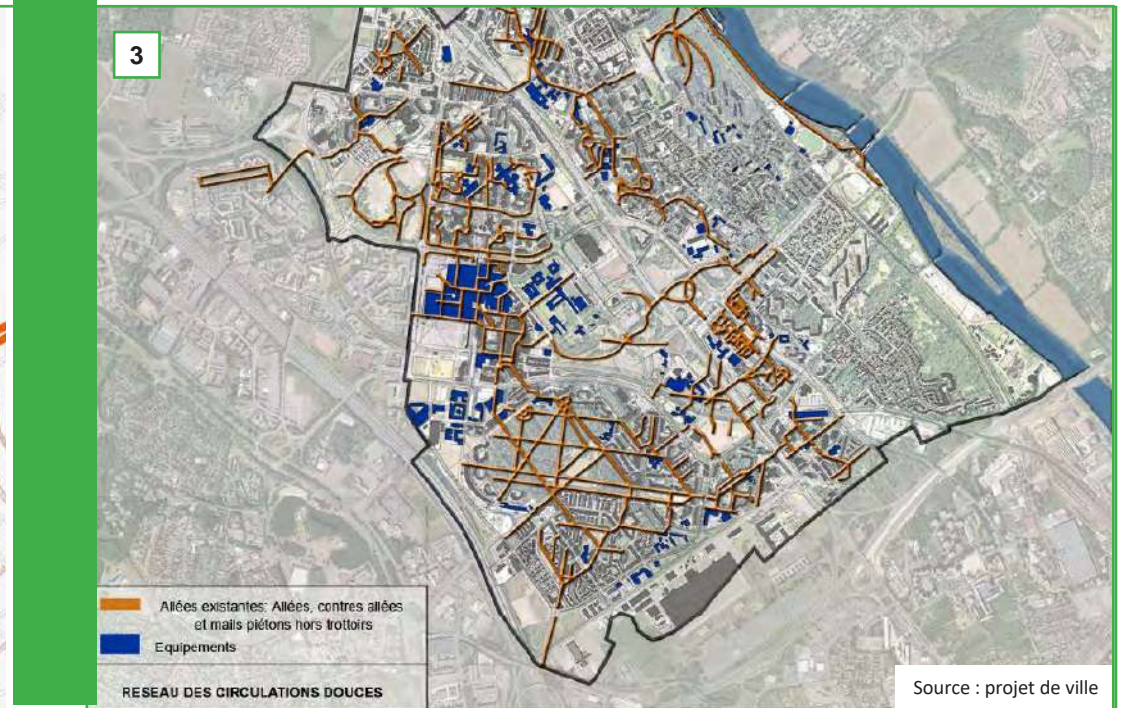 3
Allées existantes: Allées, contres allées
et mails piétons hors trottoirs
Equipements
RESEAU DES CIRCULATIONS DOUCES
Source : projet de ville